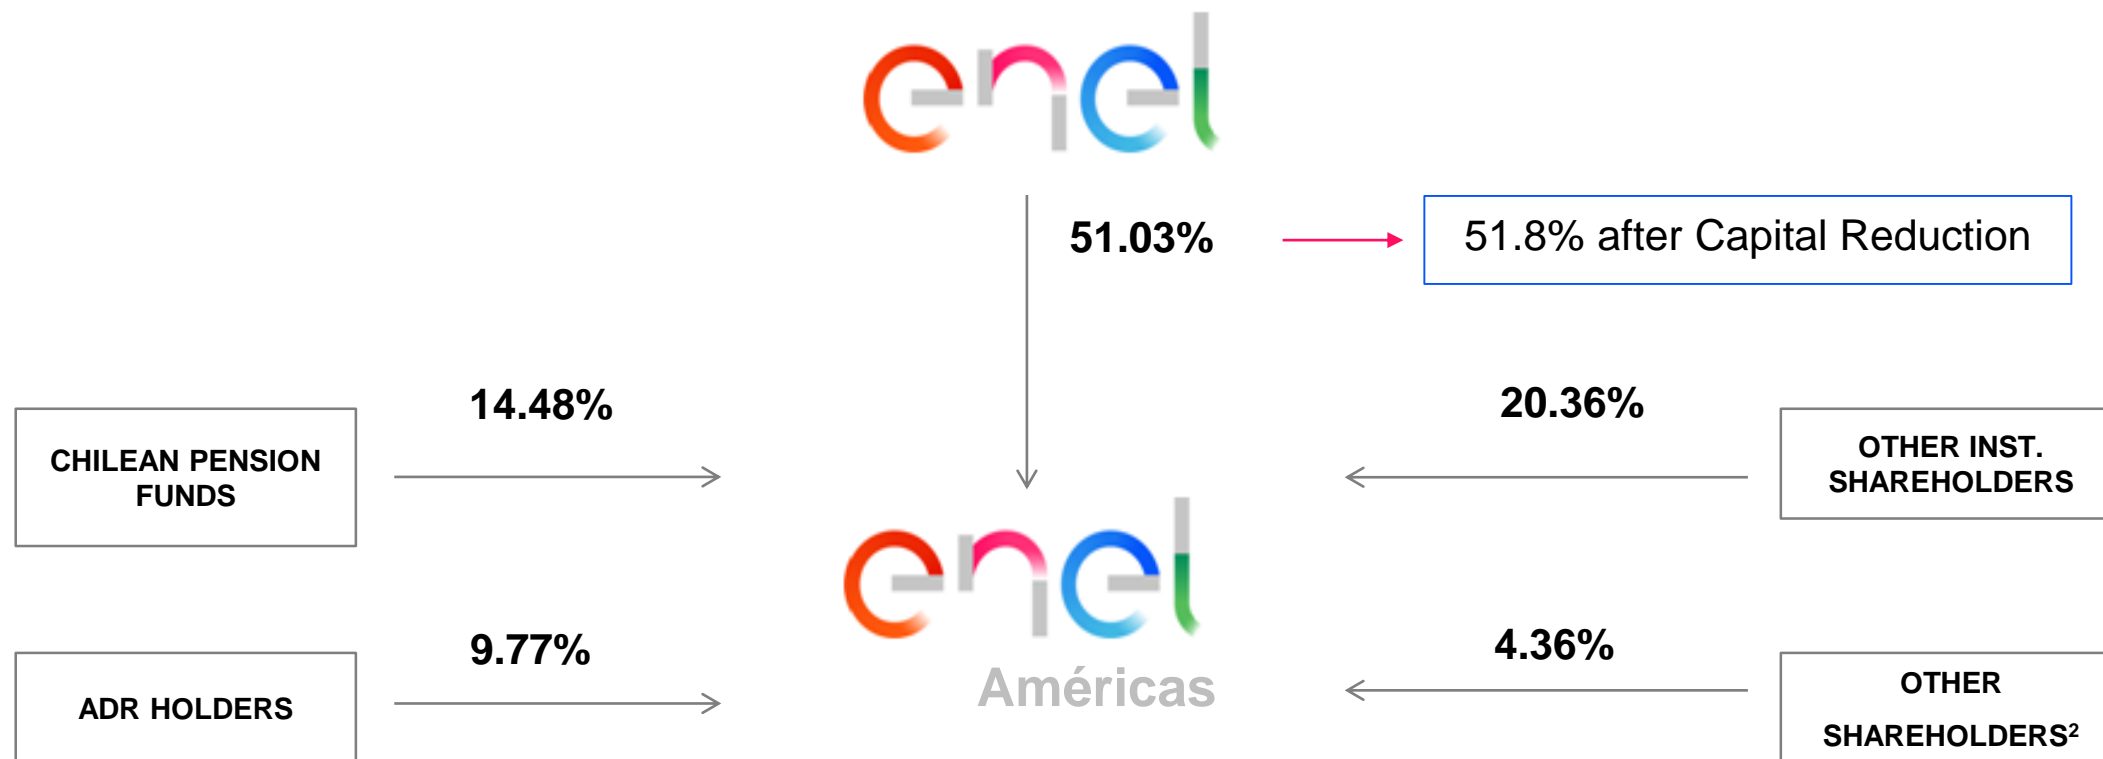 enel
51.03%
51.8% after Capital Reduction
14.48%
20.36%
CHILEAN PENSION
FUNDS
OTHER INST.
SHAREHOLDERS
enel
Américas
9.77%
4.36%
ADR HOLDERS
OTHER
SHAREHOLDERS²